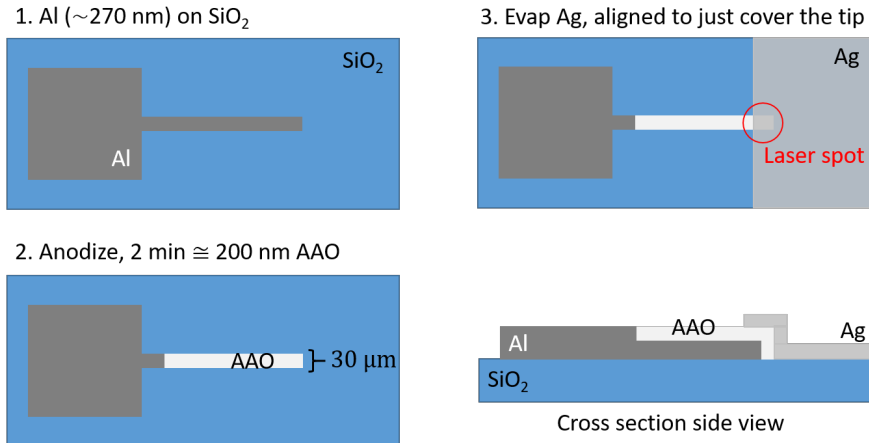 1. Al (~270 nm) on SiO₂
SiO₂
Al
2. Anodize, 2 min ≅ 200 nm AAO
AAO
30 μm
3. Evap Ag, aligned to just cover the tip
Ag
Laser spot
AAO
Ag
Al
SiO₂
Cross section side view